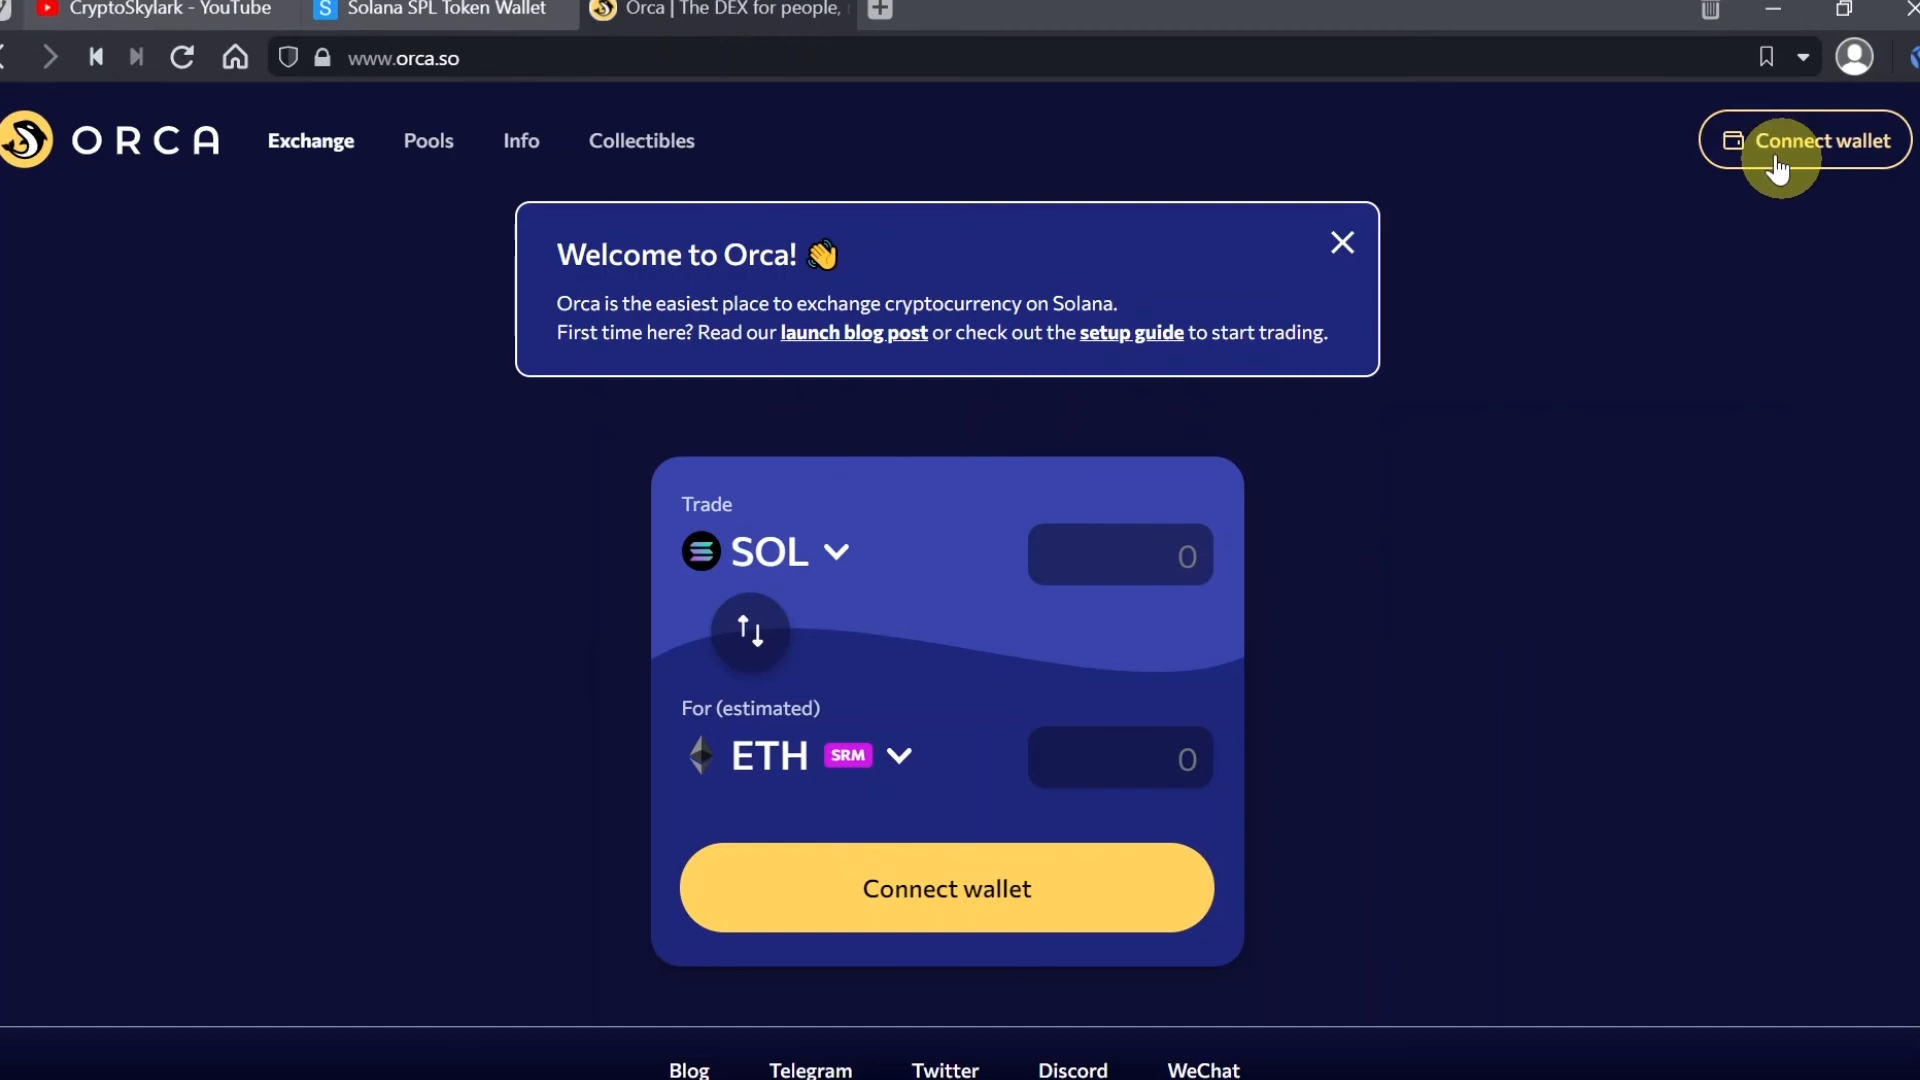 CryptoSkylark - YouTube
Solana SPL Token Wallet
Orca | The DEX for people,
www.orca.so
ORCA
Exchange
Pools
Info
Collectibles
Connect wallet
Welcome to Orca! 👋
Orca is the easiest place to exchange cryptocurrency on Solana.
First time here? Read our launch blog post or check out the setup guide to start trading.
Trade
SOL
0
For (estimated)
ETH SRM
0
Connect wallet
Blog
Telegram
Twitter
Discord
WeChat